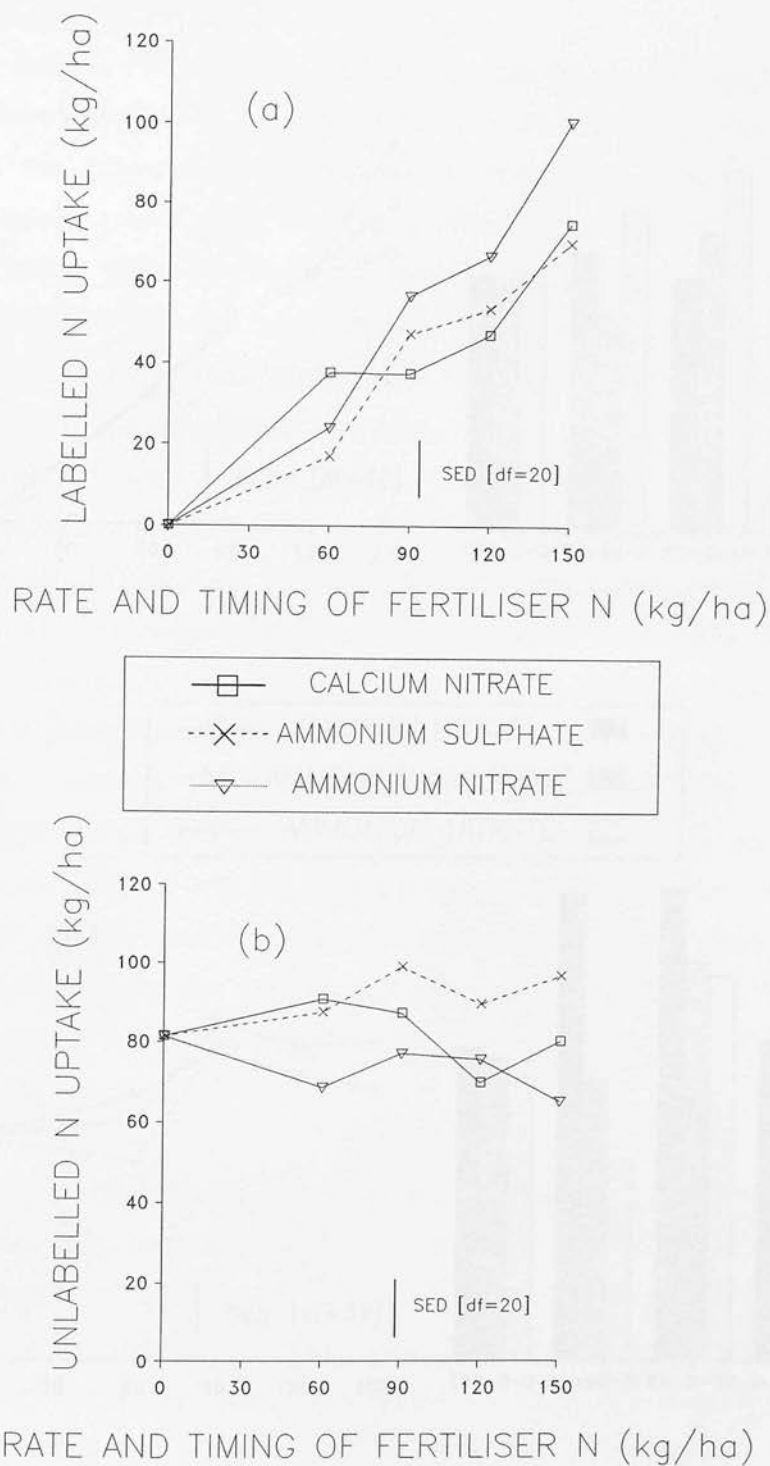 120
(a)
100
80
60
40
20
SED [df=20]
0
0 30 60 90 120 150
LABELLED N UPTAKE (kg/ha)
RATE AND TIMING OF FERTILISER N (kg/ha)
CALCIUM NITRATE
AMMONIUM SULPHATE
AMMONIUM NITRATE
120
(b)
100
80
60
40
20
SED [df=20]
0
0 30 60 90 120 150
UNLABELLED N UPTAKE (kg/ha)
RATE AND TIMING OF FERTILISER N (kg/ha)